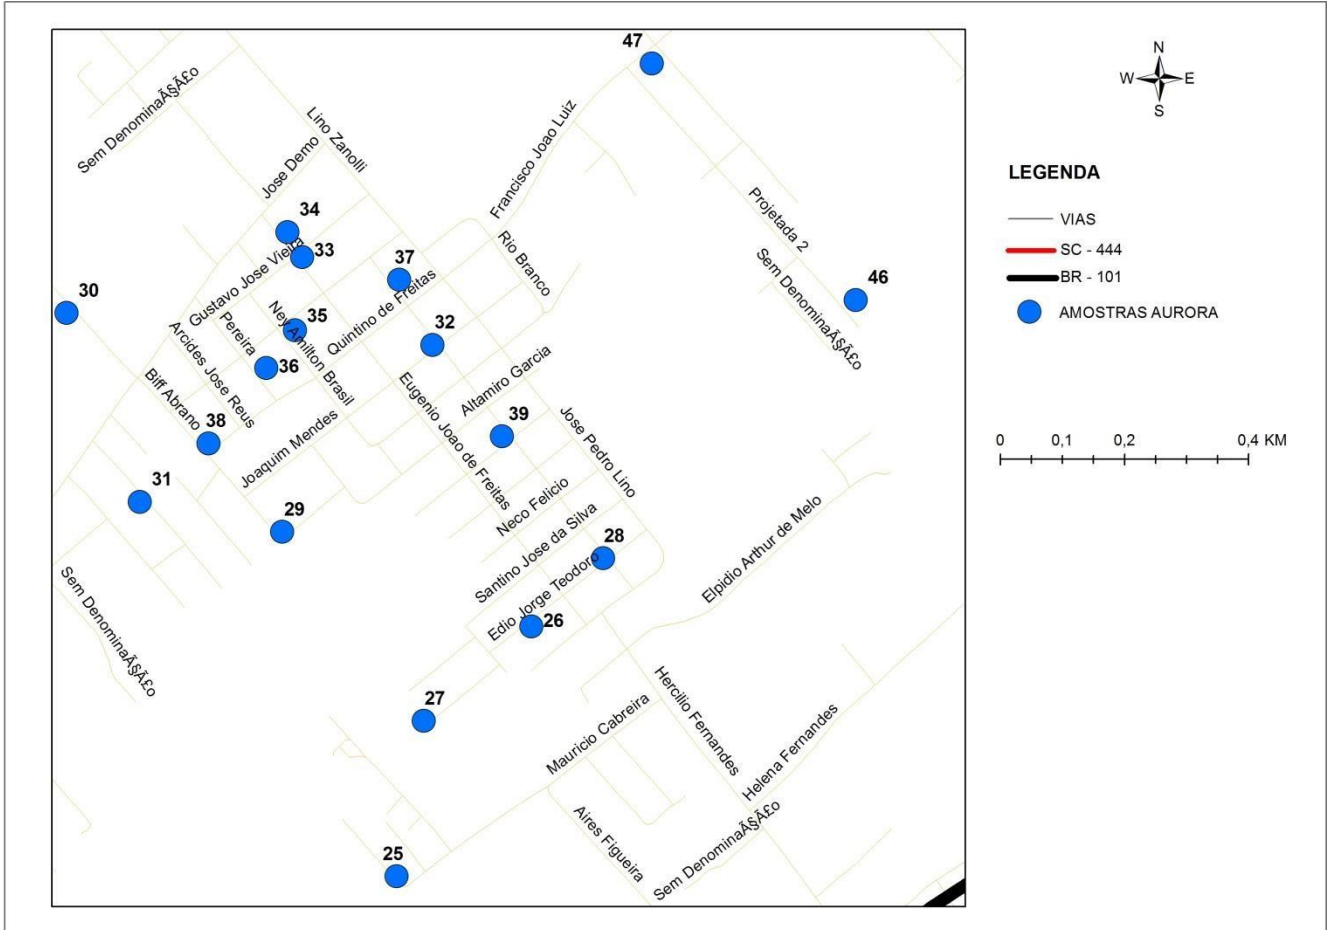 47
N
W E
S
Sem DenominaÃ§Ã£o
Lino Zanolli
Jose Demo
Francisco Joao Luiz
LEGENDA
VIAS
SC - 444
BR - 101
AMOSTRAS AURORA
34
33
Gustavo Jose Vieira
37
Rio Branco
Projetada 2
Sem DenominaÃ§Ã£o
46
30
35
Ney Amilton Brasil
Quintino de Freitas
32
Pereira
36
Arcides Jose Reus
Biff Abrano
38
Joaquim Mendes
Eugenio Joao de Freitas
Altamiro Garcia
39
Jose Pedro Lino
0 0,1 0,2 0,4 KM
31
29
Neco Felicio
Santino Jose da Silva
28
Edio Jorge Teodoro
26
Elpidio Arthur de Melo
Sem DenominaÃ§Ã£o
27
Mauricio Cabreira
Hercilio Fernandes
Helena Fernandes
25
Aires Figueira
Sem DenominaÃ§Ã£o